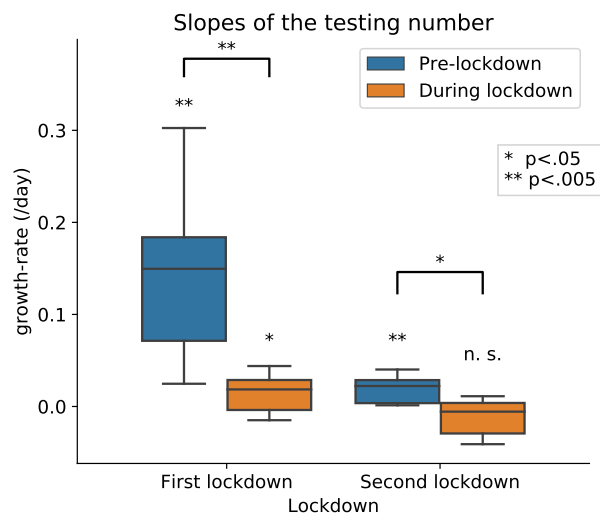 Slopes of the testing number
**
Pre-lockdown
During lockdown
**
0.3
* p<.05
** p<.005
0.2
growth-rate (/day)
*
0.1
*
**
n. s.
0.0
First lockdown
Second lockdown
Lockdown